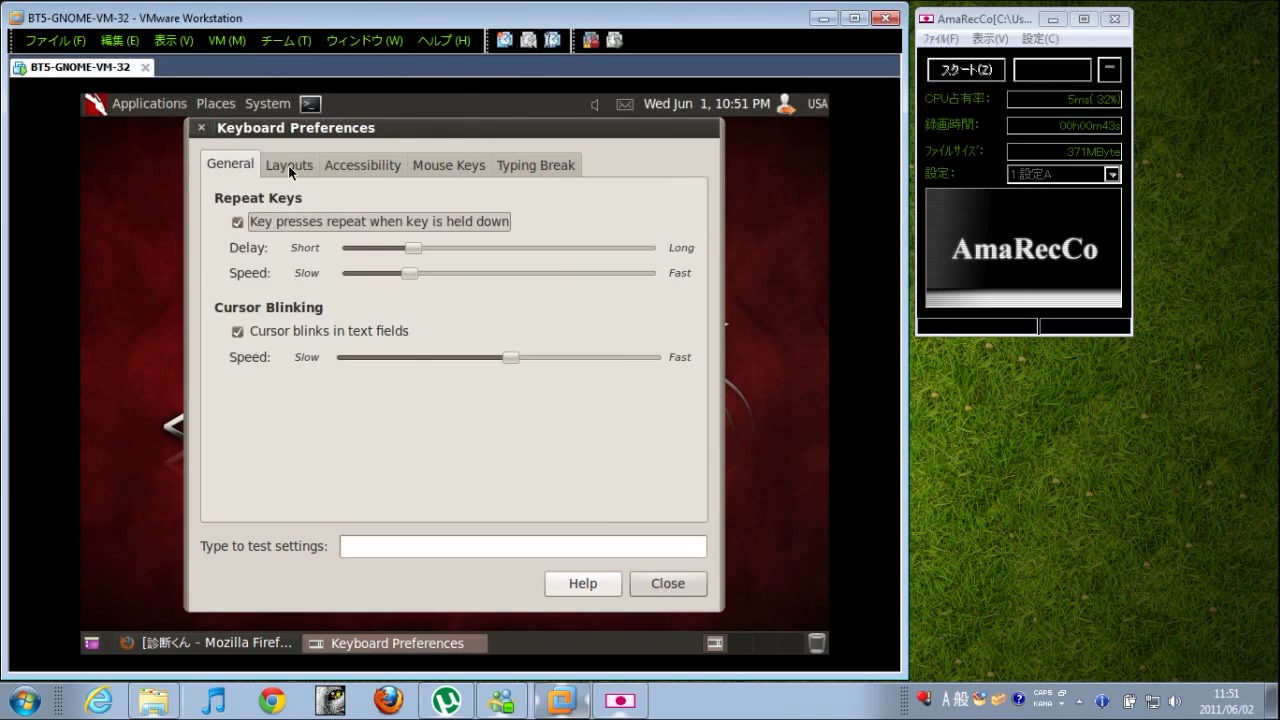 BT5-GNOME-VM-32 - VMware Workstation
ファイル(F) 編集(E) 表示(V) VM(M) チーム(T) ウィンドウ(W) ヘルプ(H)
BT5-GNOME-VM-32
Applications Places System Wed Jun 1, 10:51 PM USA
Keyboard Preferences
General Layouts Accessibility Mouse Keys Typing Break
Repeat Keys
Key presses repeat when key is held down
Delay: Short Long
Speed: Slow Fast
Cursor Blinking
Cursor blinks in text fields
Speed: Slow Fast
Type to test settings:
Help Close
[診断くん - Mozilla Firef... Keyboard Preferences
AmaRecCo[C:\Us...
ファイル(F) 表示(V) 設定(C)
スタート(Z) －
CPU占有率: 5ms( 32%)
録画時間: 00h00m43s
ファイルサイズ: 371MByte
設定: 1:設定A
AmaRecCo
A 般 CAPS KANA 11:51
2011/06/02